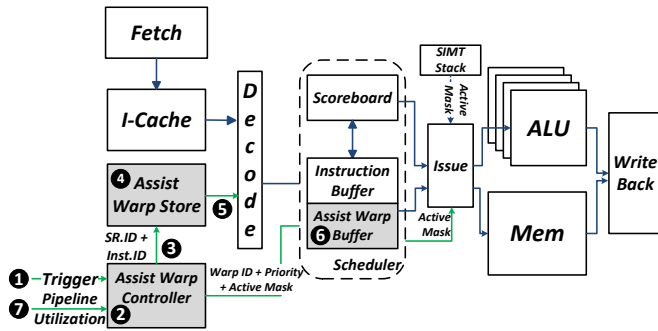 Fetch
I-Cache
D
e
c
o
d
e
Scoreboard
Instruction
Buffer
Assist Warp
Buffer
6
Scheduler
SIMT
Stack
Active
Mask
Issue
Active
Mask
ALU
Mem
Write
Back
4
Assist
Warp Store
5
SR.ID +
Inst.ID
3
1
Trigger
Pipeline
7
Utilization
Assist Warp
Controller
2
Warp ID + Priority
+ Active Mask